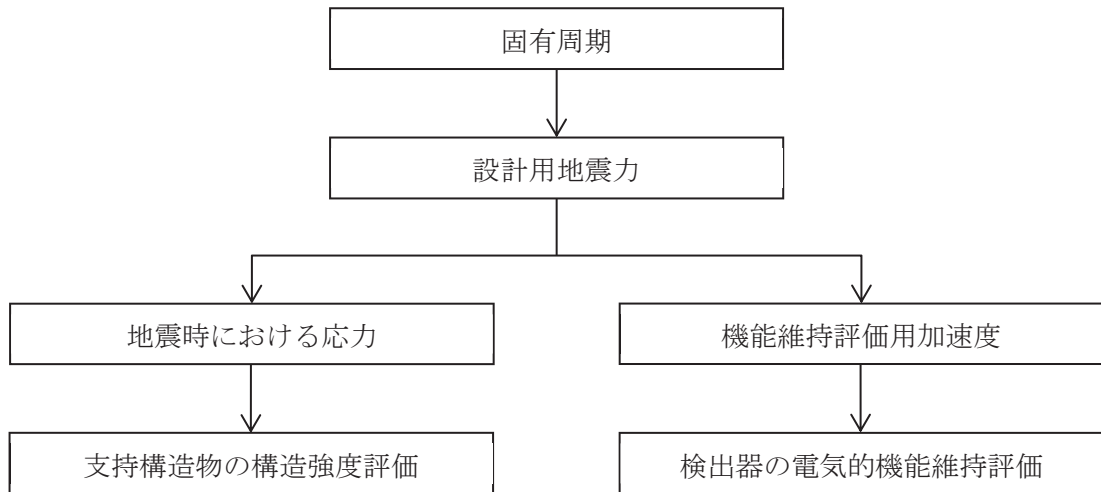 固有周期
設計用地震力
地震時における応力
機能維持評価用加速度
支持構造物の構造強度評価
検出器の電気的機能維持評価